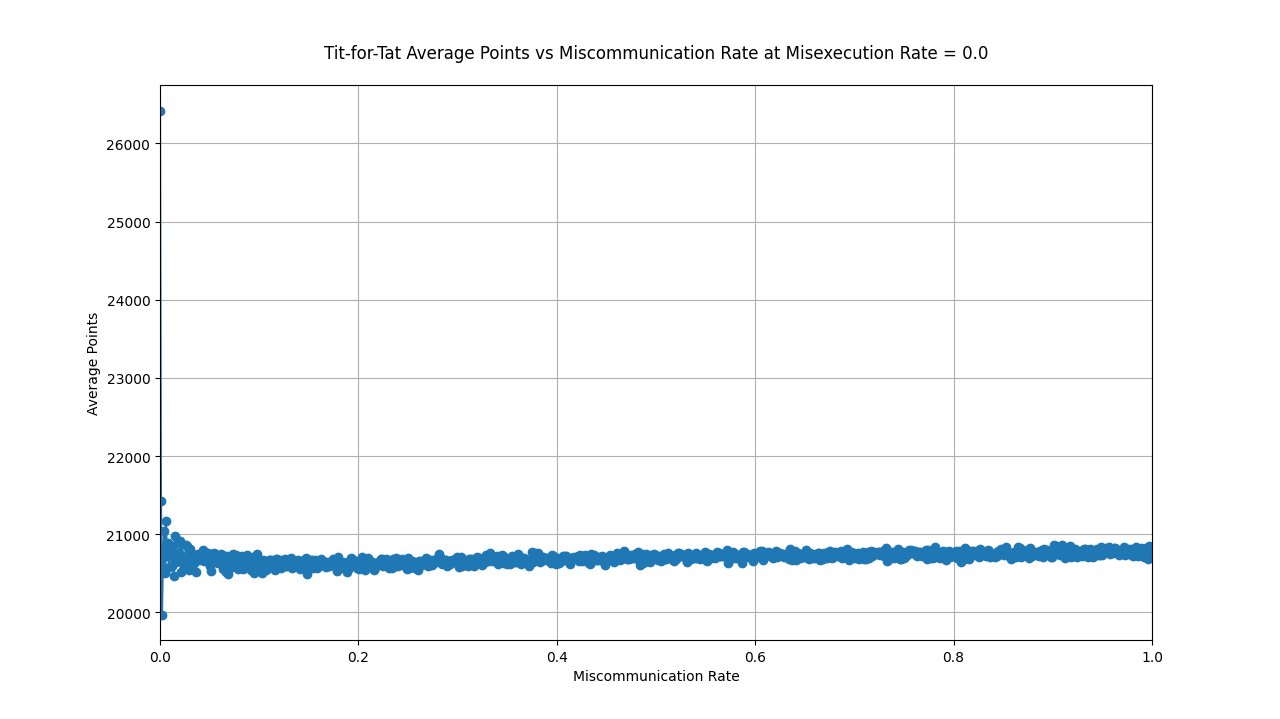 Tit-for-Tat Average Points vs Miscommunication Rate at Misexecution Rate = 0.0
26000
25000
24000
23000
22000
21000
20000
Average Points
0.0 0.2 0.4 0.6 0.8 1.0
Miscommunication Rate